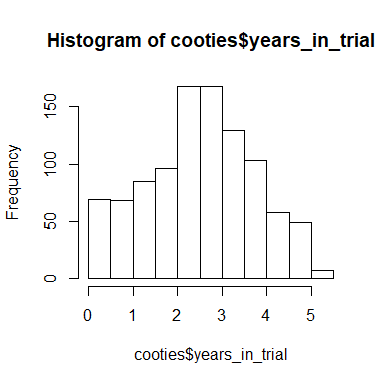 Histogram of cooties$years_in_trial
150
100
50
0
Frequency
0 1 2 3 4 5
cooties$years_in_trial